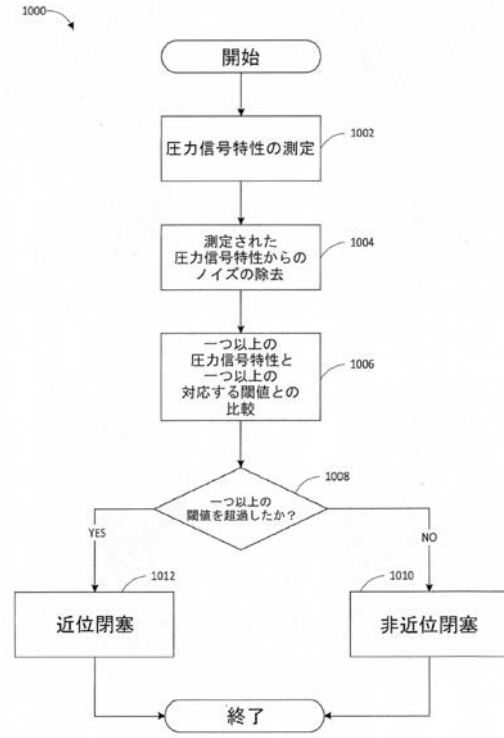 1000
開始
圧力信号特性の測定
1002
測定された
圧力信号特性からの
ノイズの除去
1004
一つ以上の
圧力信号特性と
一つ以上の
対応する閾値との
比較
1006
1008
一つ以上の
閾値を超過したか？
YES
NO
1012
近位閉塞
1010
非近位閉塞
終了